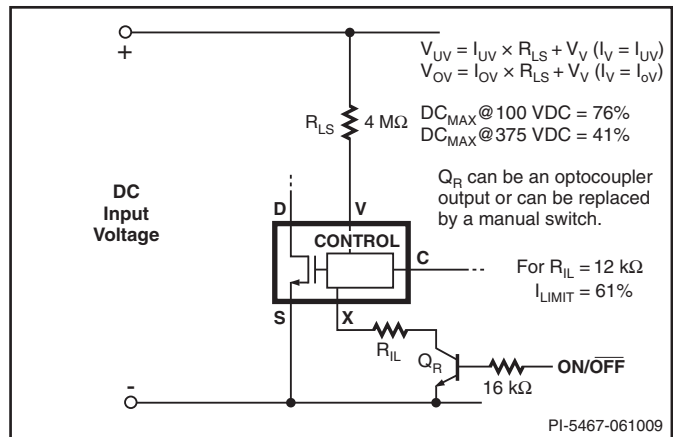 +
V_UV = I_UV × R_LS + V_V (I_V = I_UV)
V_OV = I_OV × R_LS + V_V (I_V = I_oV)
R_LS 4 MΩ
DC_MAX@100 VDC = 76%
DC_MAX@375 VDC = 41%
DC
Input
Voltage
Q_R can be an optocoupler
output or can be replaced
by a manual switch.
D
V
CONTROL
C
For R_IL = 12 kΩ
I_LIMIT = 61%
S
X
R_IL
Q_R
ON/O̅F̅F̅
16 kΩ
-
PI-5467-061009